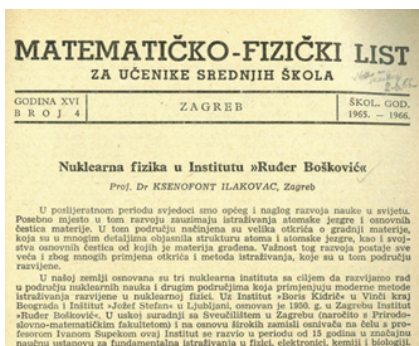 MATEMATIČKO-FIZIČKI LIST
ZA UČENIKE SREDNJIH ŠKOLA
GODINA XVI
BROJ 4
ZAGREB
ŠKOL. GOD.
1965. — 1966.
Nuklearna fizika u Institutu »Ruđer Bošković«
Prof. Dr KSENOFONT ILAKOVAC, Zagreb
U poslijeratnom periodu svjedoci smo općeg i naglog razvoja nauke u svijetu.
Posebno mjesto u tom razvoju zauzimaju istraživanja atomske jezgre i osnovnih
čestica materije. U tom području načinjena su velika otkrića o gradnji materije,
koja su u mnogim detaljima objasnila strukturu atoma i atomske jezgre, kao i svoj-
stva osnovnih čestica od kojih je materija građena. Važnost tog razvoja postaje sve
veća i zbog mnogih primjena otkrića i metoda istraživanja, koje su u tom području
razvijene.
U našoj zemlji osnovana su tri nuklearna instituta sa ciljem da razvijamo rad
u području nuklearnih nauka i drugim područjima koja primjenjuju moderne metode
istraživanja razvijene u nuklearnoj fizici. Uz Institut »Boris Kidrič« u Vinči kraj
Beograda i Institut »Jožef Stefan« u Ljubljani, osnovan je 1950. g. u Zagrebu Institut
»Ruđer Bošković«. U uskoj suradnji sa Sveučilištem u Zagrebu (naročito s Prirodo-
slovno-matematičkim fakultetom) i na osnovu širokih zamisli osnivača na čelu s pro-
fesorom Ivanom Supekom ovaj Institut se razvio u periodu od 15 godina u značajnu
naučnu ustanovu za fundamentalna istraživanja u fizici, elektronici, kemiji i biologiji.